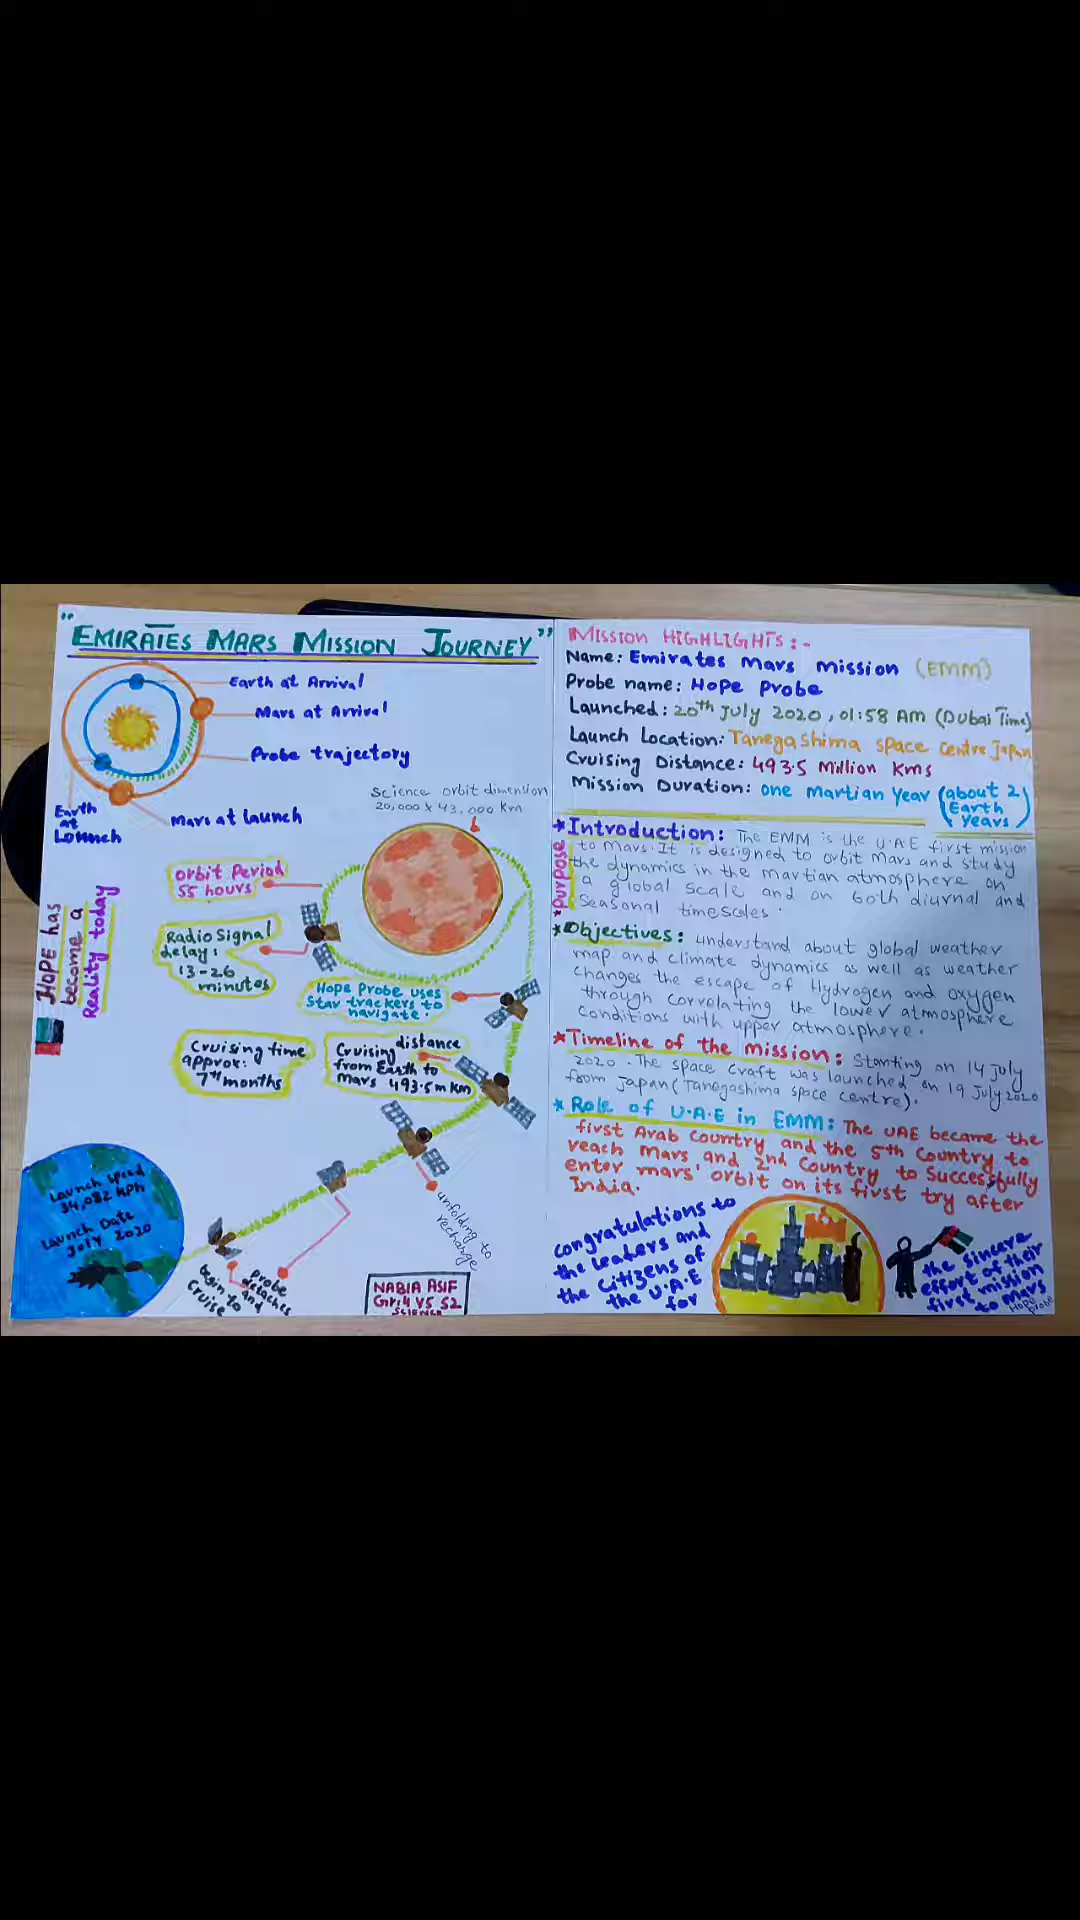 "EMIRATES MARS MISSION JOURNEY"
Earth at Arrival
Mars at Arrival
Probe trajectory
Earth
at
Lounch
Mars at Launch
Science orbit dimension
20,000 x 43,000 km
orbit Period
55 hours
Radio Signal
delay:
13-26
minutes
Hope Probe uses
Star trackers to
navigate.
HOPE has
become a
Reality today
Cruising time
approx:
7th months
Cruising distance
from Earth to
Mars 493.5m Km
Launch Speed
34,082 KPh
Launch Date
July 2020
unfolding to
recharge
probe
detaches
and
begin to
cruise
NABIA ASIF
Gr:4 V5 S2
SCIENCE
MISSION HIGHLIGHTS:-
Name: Emirates Mars mission (EMM)
Probe name: Hope Probe
Launched: 20th July 2020, 01:58 AM (Dubai Time)
Launch Location: Tanegashima space centre Japan
Cruising Distance: 493.5 Million Kms
Mission Duration: one martian Year (about 2
Earth
years)
*Introduction: The EMM is the U.A.E first mission
to Mars. It is designed to orbit Mars and study
the dynamics in the martian atmosphere on
a global scale and on both diurnal and
seasonal timescales.
*Purpose
*Objectives: understand about global weather
map and climate dynamics as well as weather
changes the escape of Hydrogen and oxygen
through correlating the lower atmosphere
conditions with upper atmosphere.
*Timeline of the mission: Starting on 14 July
2020. The space craft was launched on 19 July 2020
from Japan (Tanegashima space centre).
*Role of U.A.E in EMM: The UAE became the
first Arab Country and the 5th Country to
reach Mars and 2nd Country to Successfully
enter mars' orbit on its first try after
India.
Congratulations to
the leaders and
the citizens of
the U.A.E
for
the sincere
effort of their
first mission
to Mars
Hope
Probe